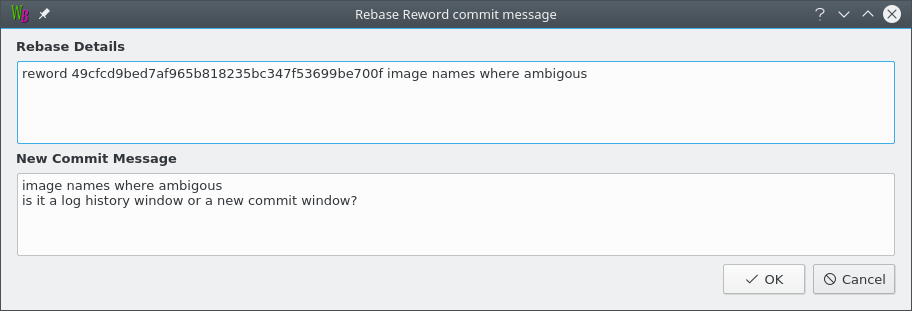 WB
Rebase Reword commit message
?
Rebase Details
reword 49cfcd9bed7af965b818235bc347f53699be700f image names where ambigous
New Commit Message
image names where ambigous
is it a log history window or a new commit window?
OK
Cancel